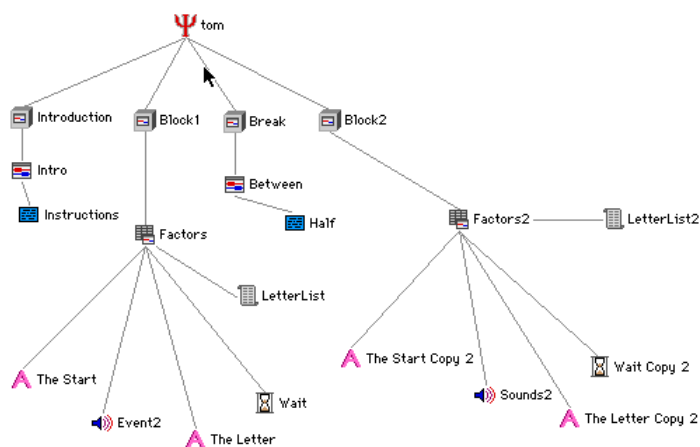 tom
Introduction
Block1
Break
Block2
Intro
Between
Instructions
Half
Factors2
LetterList2
Factors
LetterList
The Start Copy 2
Wait Copy 2
The Start
Sounds2
Wait
The Letter Copy 2
Event2
The Letter